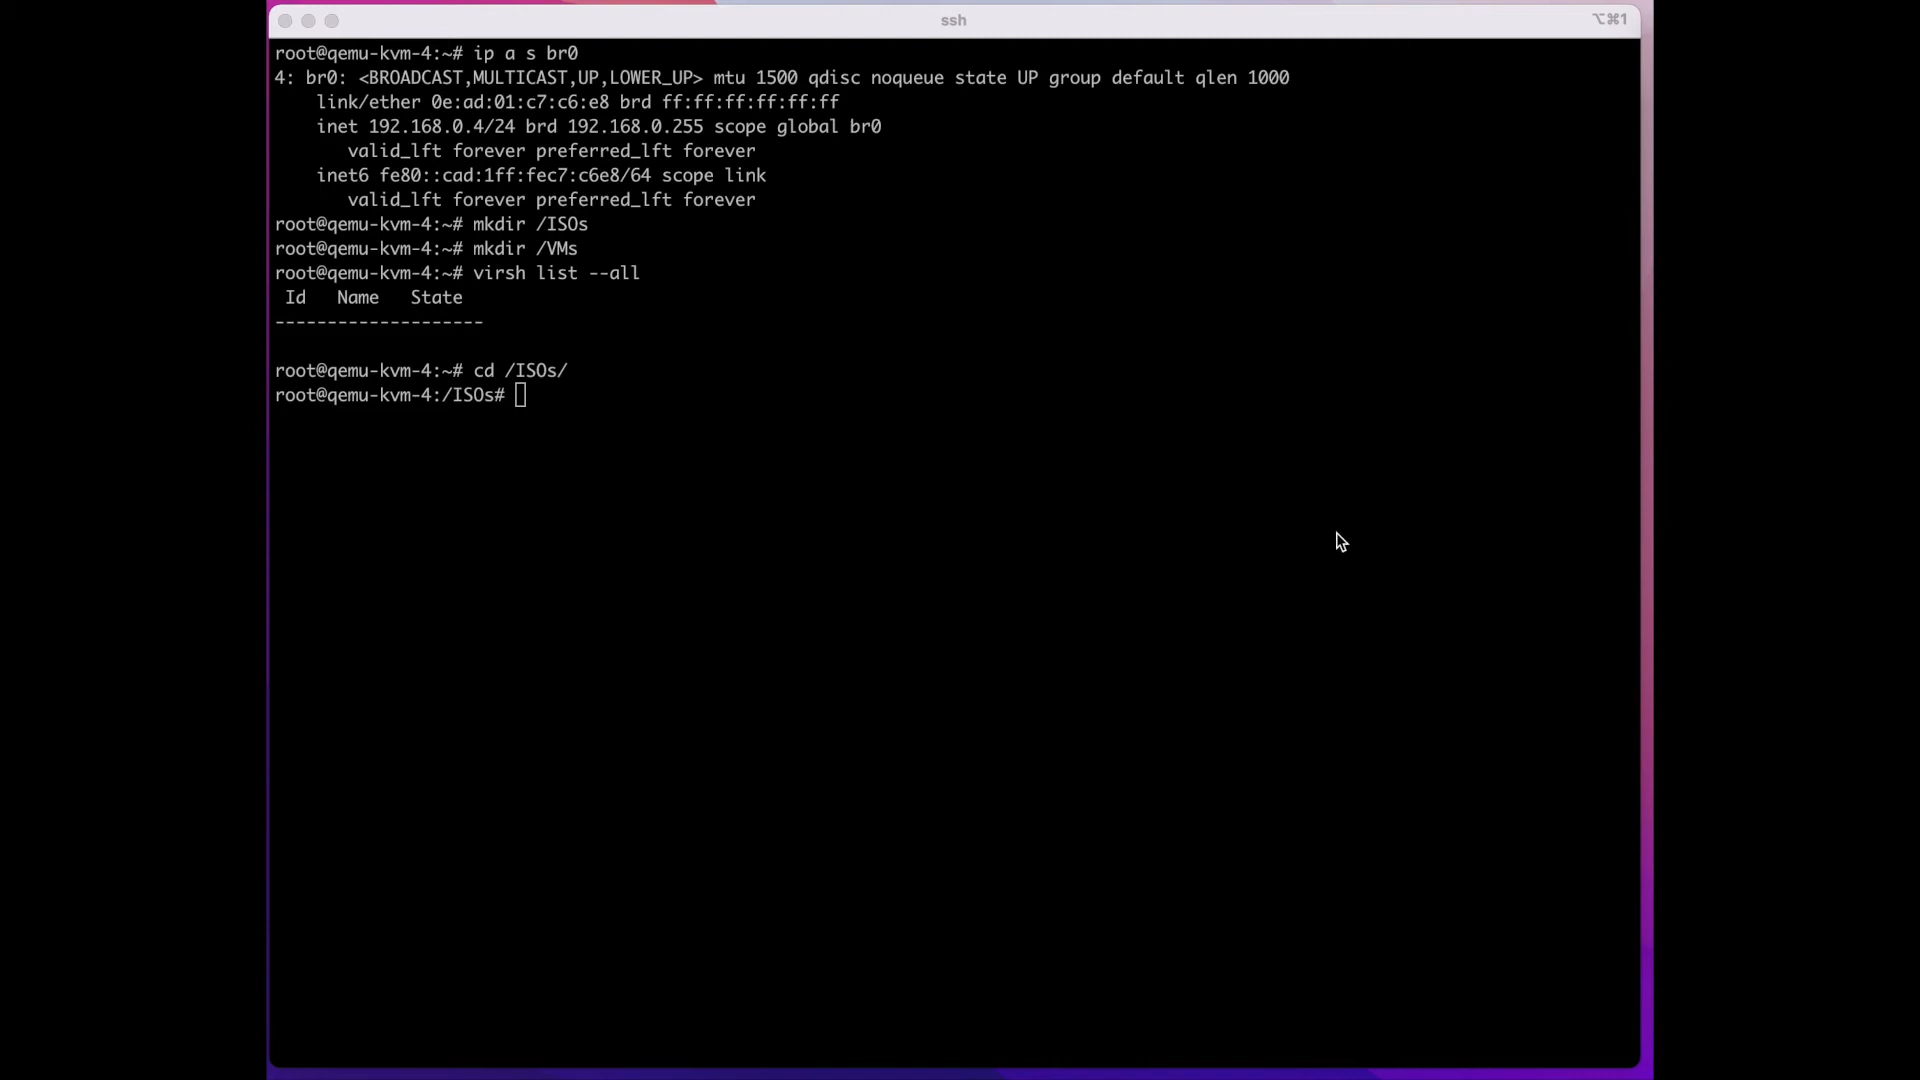 ssh
⌥⌘1
root@qemu-kvm-4:~# ip a s br0
4: br0: <BROADCAST,MULTICAST,UP,LOWER_UP> mtu 1500 qdisc noqueue state UP group default qlen 1000
    link/ether 0e:ad:01:c7:c6:e8 brd ff:ff:ff:ff:ff:ff
    inet 192.168.0.4/24 brd 192.168.0.255 scope global br0
       valid_lft forever preferred_lft forever
    inet6 fe80::cad:1ff:fec7:c6e8/64 scope link
       valid_lft forever preferred_lft forever
root@qemu-kvm-4:~# mkdir /ISOs
root@qemu-kvm-4:~# mkdir /VMs
root@qemu-kvm-4:~# virsh list --all
 Id   Name   State
--------------------
root@qemu-kvm-4:~# cd /ISOs/
root@qemu-kvm-4:/ISOs#